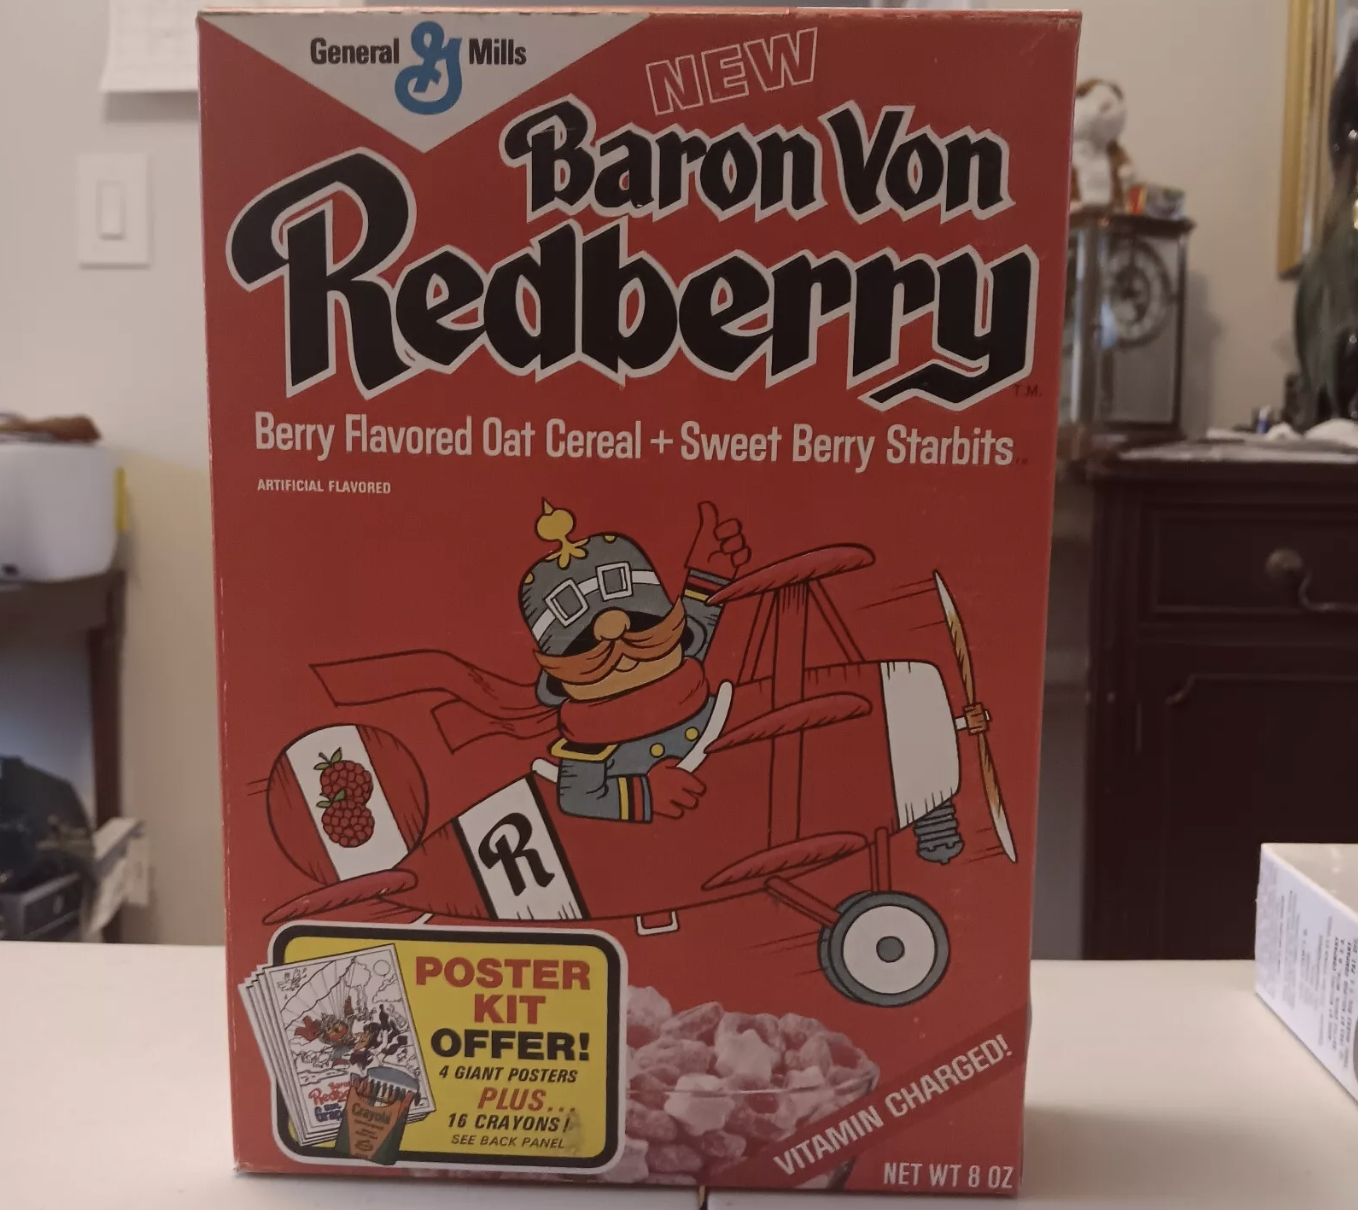 General Mills
NEW
Baron Von
Redberry
T.M.
Berry Flavored Oat Cereal + Sweet Berry Starbits
ARTIFICIAL FLAVORED
R
POSTER
KIT
OFFER!
4 GIANT POSTERS
PLUS...
16 CRAYONS!
SEE BACK PANEL
Crayola
VITAMIN CHARGED!
NET WT 8 OZ